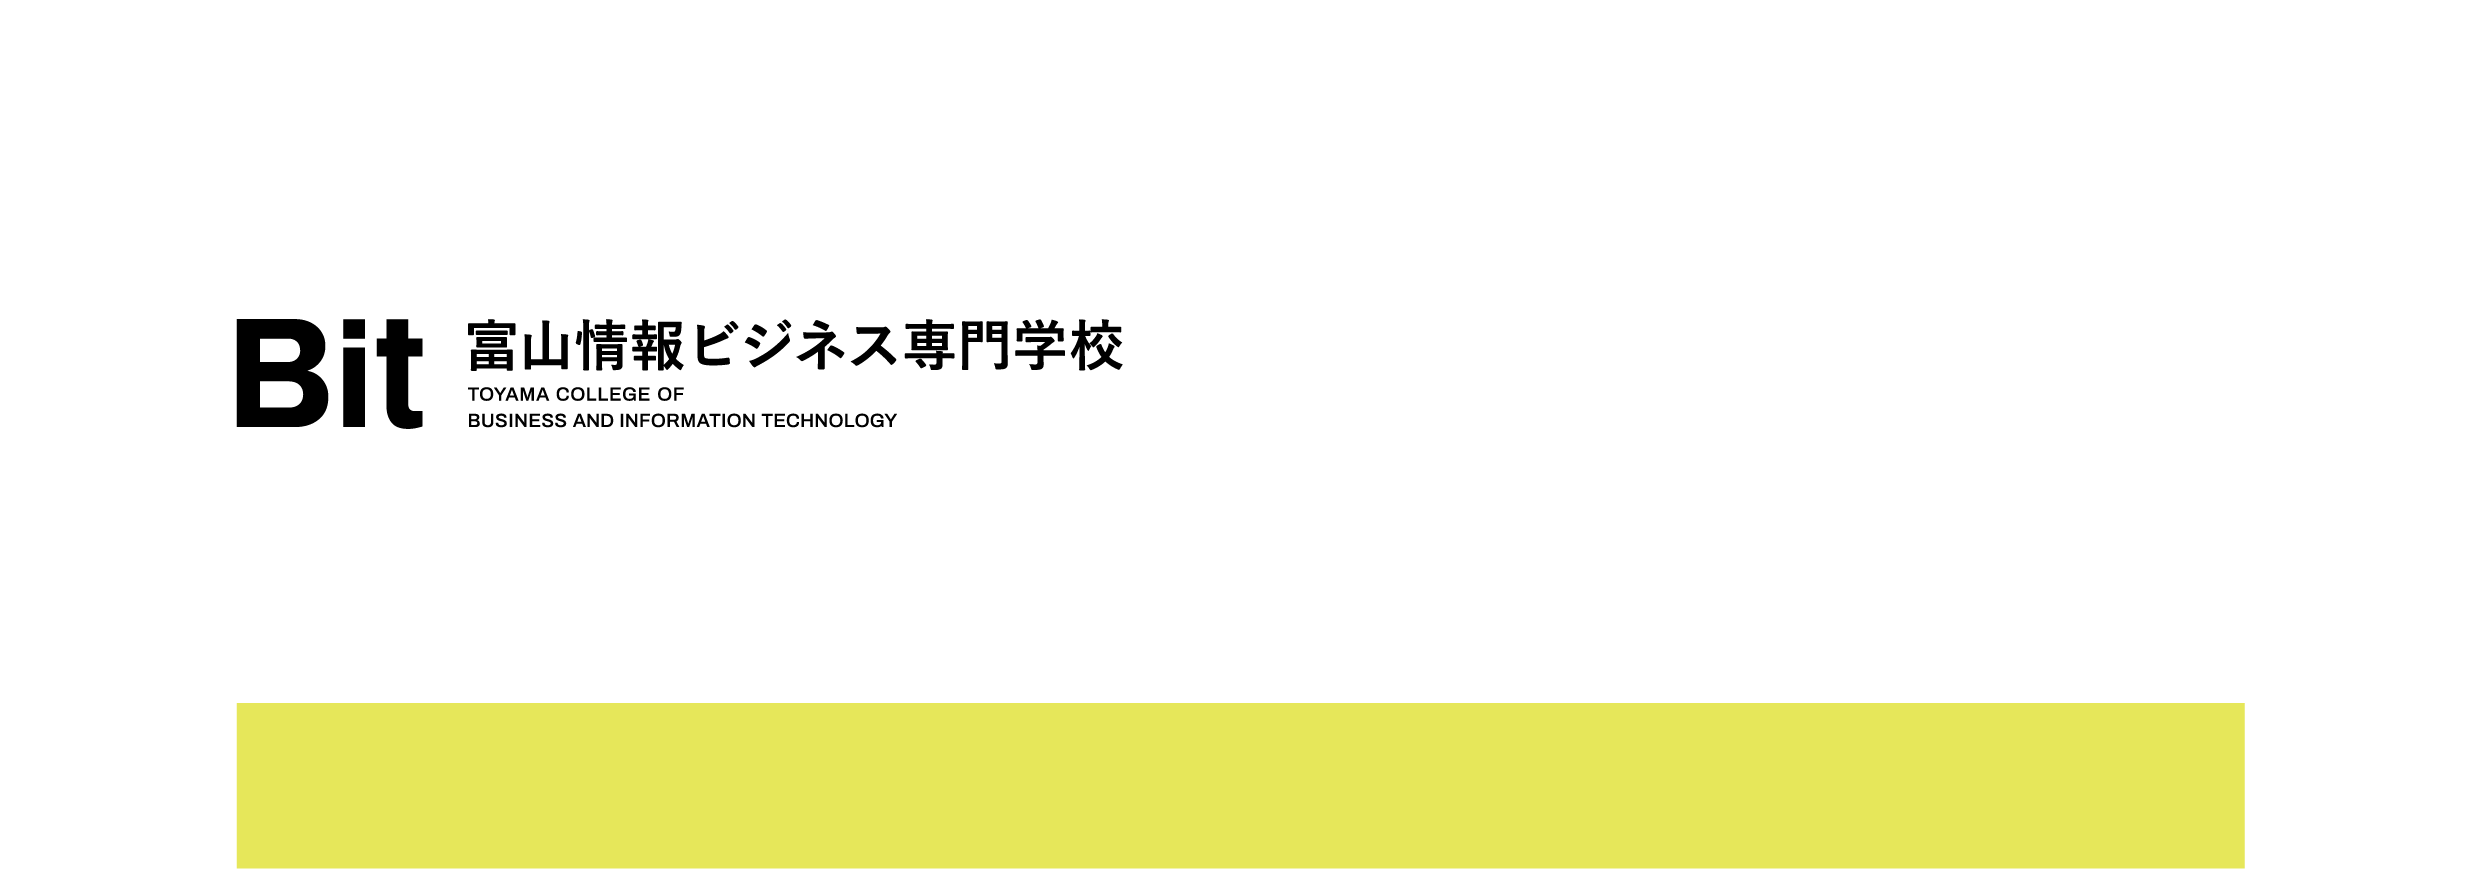 Bit
富山情報ビジネス専門学校
TOYAMA COLLEGE OF
BUSINESS AND INFORMATION TECHNOLOGY